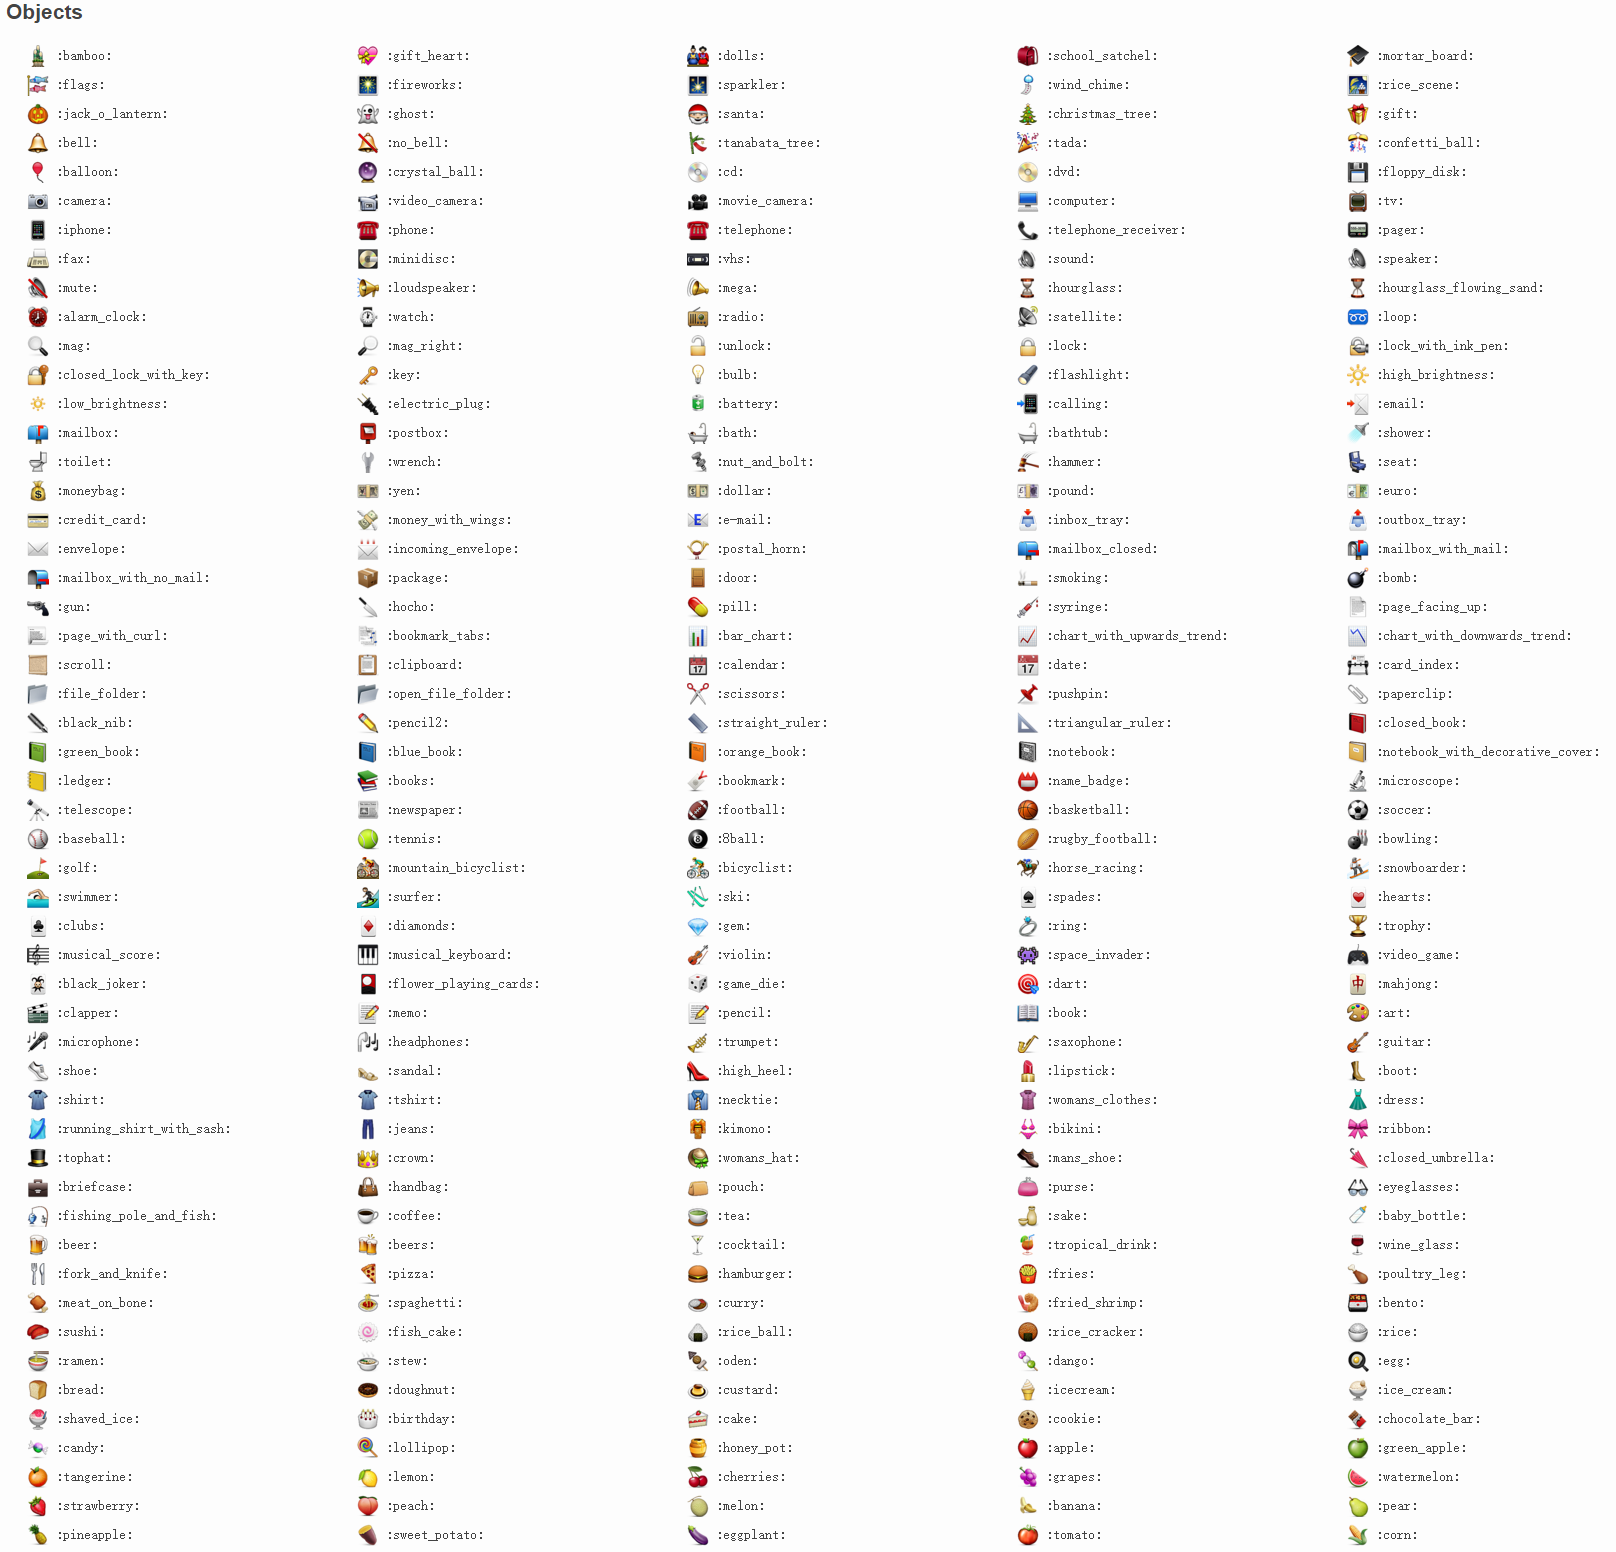 Objects
:bamboo: :gift_heart: :dolls: :school_satchel: :mortar_board:
:flags: :fireworks: :sparkler: :wind_chime: :rice_scene:
:jack_o_lantern: :ghost: :santa: :christmas_tree: :gift:
:bell: :no_bell: :tanabata_tree: :tada: :confetti_ball:
:balloon: :crystal_ball: :cd: :dvd: :floppy_disk:
:camera: :video_camera: :movie_camera: :computer: :tv:
:iphone: :phone: :telephone: :telephone_receiver: :pager:
:fax: :minidisc: :vhs: :sound: :speaker:
:mute: :loudspeaker: :mega: :hourglass: :hourglass_flowing_sand:
:alarm_clock: :watch: :radio: :satellite: :loop:
:mag: :mag_right: :unlock: :lock: :lock_with_ink_pen:
:closed_lock_with_key: :key: :bulb: :flashlight: :high_brightness:
:low_brightness: :electric_plug: :battery: :calling: :email:
:mailbox: :postbox: :bath: :bathtub: :shower:
:toilet: :wrench: :nut_and_bolt: :hammer: :seat:
:moneybag: :yen: :dollar: :pound: :euro:
:credit_card: :money_with_wings: :e-mail: :inbox_tray: :outbox_tray:
:envelope: :incoming_envelope: :postal_horn: :mailbox_closed: :mailbox_with_mail:
:mailbox_with_no_mail: :package: :door: :smoking: :bomb:
:gun: :hocho: :pill: :syringe: :page_facing_up:
:page_with_curl: :bookmark_tabs: :bar_chart: :chart_with_upwards_trend: :chart_with_downwards_trend:
:scroll: :clipboard: :calendar: :date: :card_index:
:file_folder: :open_file_folder: :scissors: :pushpin: :paperclip:
:black_nib: :pencil2: :straight_ruler: :triangular_ruler: :closed_book:
:green_book: :blue_book: :orange_book: :notebook: :notebook_with_decorative_cover:
:ledger: :books: :bookmark: :name_badge: :microscope:
:telescope: :newspaper: :football: :basketball: :soccer:
:baseball: :tennis: :8ball: :rugby_football: :bowling:
:golf: :mountain_bicyclist: :bicyclist: :horse_racing: :snowboarder:
:swimmer: :surfer: :ski: :spades: :hearts:
:clubs: :diamonds: :gem: :ring: :trophy:
:musical_score: :musical_keyboard: :violin: :space_invader: :video_game:
:black_joker: :flower_playing_cards: :game_die: :dart: :mahjong:
:clapper: :memo: :pencil: :book: :art:
:microphone: :headphones: :trumpet: :saxophone: :guitar:
:shoe: :sandal: :high_heel: :lipstick: :boot:
:shirt: :tshirt: :necktie: :womans_clothes: :dress:
:running_shirt_with_sash: :jeans: :kimono: :bikini: :ribbon:
:tophat: :crown: :womans_hat: :mans_shoe: :closed_umbrella:
:briefcase: :handbag: :pouch: :purse: :eyeglasses:
:fishing_pole_and_fish: :coffee: :tea: :sake: :baby_bottle:
:beer: :beers: :cocktail: :tropical_drink: :wine_glass:
:fork_and_knife: :pizza: :hamburger: :fries: :poultry_leg:
:meat_on_bone: :spaghetti: :curry: :fried_shrimp: :bento:
:sushi: :fish_cake: :rice_ball: :rice_cracker: :rice:
:ramen: :stew: :oden: :dango: :egg:
:bread: :doughnut: :custard: :icecream: :ice_cream:
:shaved_ice: :birthday: :cake: :cookie: :chocolate_bar:
:candy: :lollipop: :honey_pot: :apple: :green_apple:
:tangerine: :lemon: :cherries: :grapes: :watermelon:
:strawberry: :peach: :melon: :banana: :pear:
:pineapple: :sweet_potato: :eggplant: :tomato: :corn: